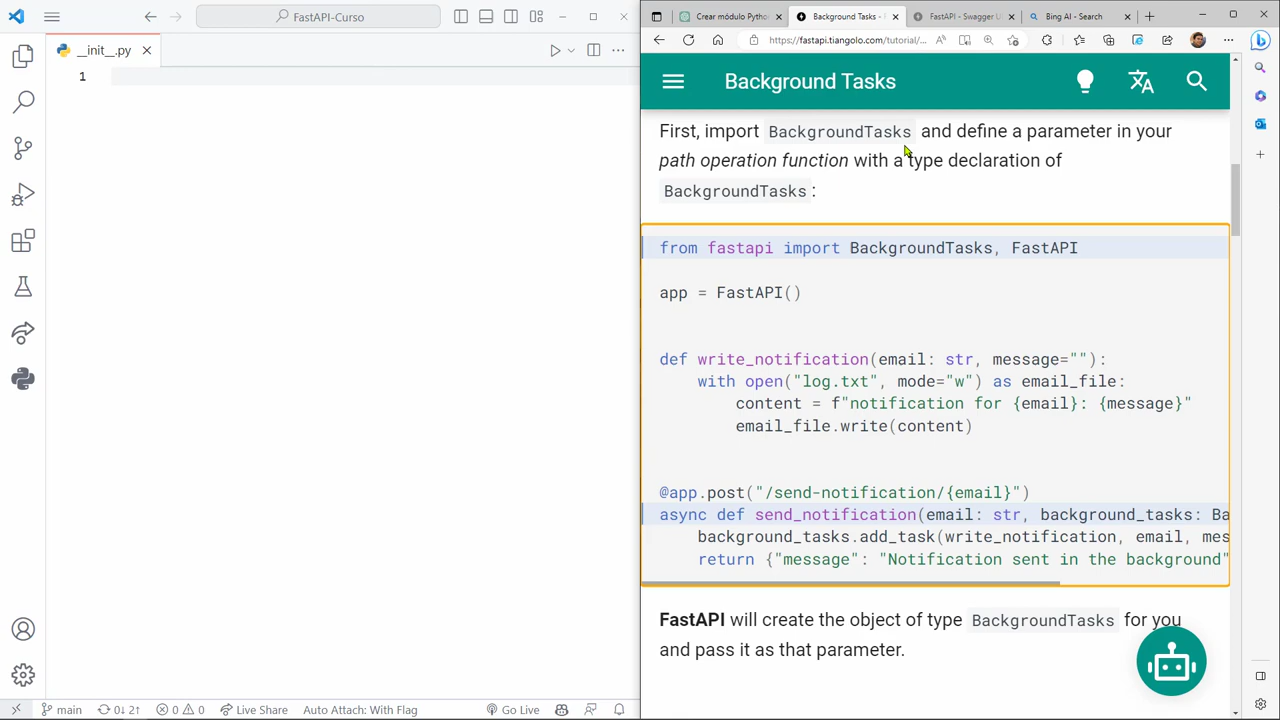 FastAPI-Curso
__init__.py
1
main
0↓ 2↑
0
0
Live Share
Auto Attach: With Flag
Go Live
Crear módulo Python
Background Tasks - F
FastAPI - Swagger U
Bing AI - Search
https://fastapi.tiangolo.com/tutorial/...
Background Tasks
First, import BackgroundTasks and define a parameter in your
path operation function with a type declaration of
BackgroundTasks:
from fastapi import BackgroundTasks, FastAPI
app = FastAPI()
def write_notification(email: str, message=""):
with open("log.txt", mode="w") as email_file:
content = f"notification for {email}: {message}"
email_file.write(content)
@app.post("/send-notification/{email}")
async def send_notification(email: str, background_tasks: Ba
background_tasks.add_task(write_notification, email, mes
return {"message": "Notification sent in the background"
FastAPI will create the object of type BackgroundTasks for you
and pass it as that parameter.